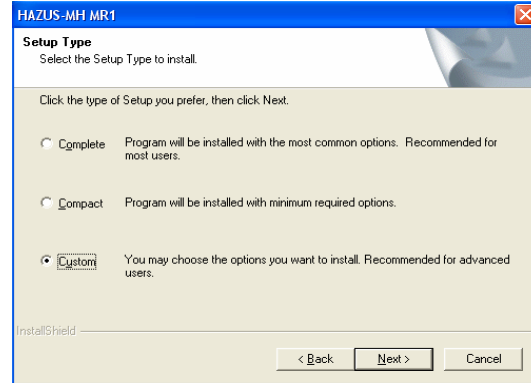 HAZUS-MH MR1
Setup Type
Select the Setup Type to install.
Click the type of Setup you prefer, then click Next.
Complete Program will be installed with the most common options. Recommended for
most users.
Compact Program will be installed with minimum required options.
Custom You may choose the options you want to install. Recommended for advanced
users.
InstallShield
< Back Next > Cancel